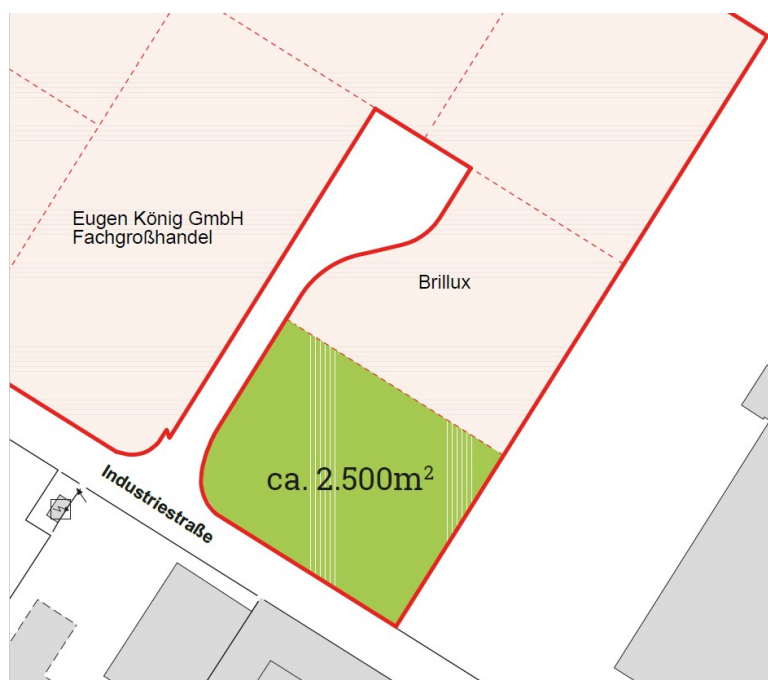 Eugen König GmbH
Fachgroßhandel
Brillux
ca. 2.500m²
Industriestraße